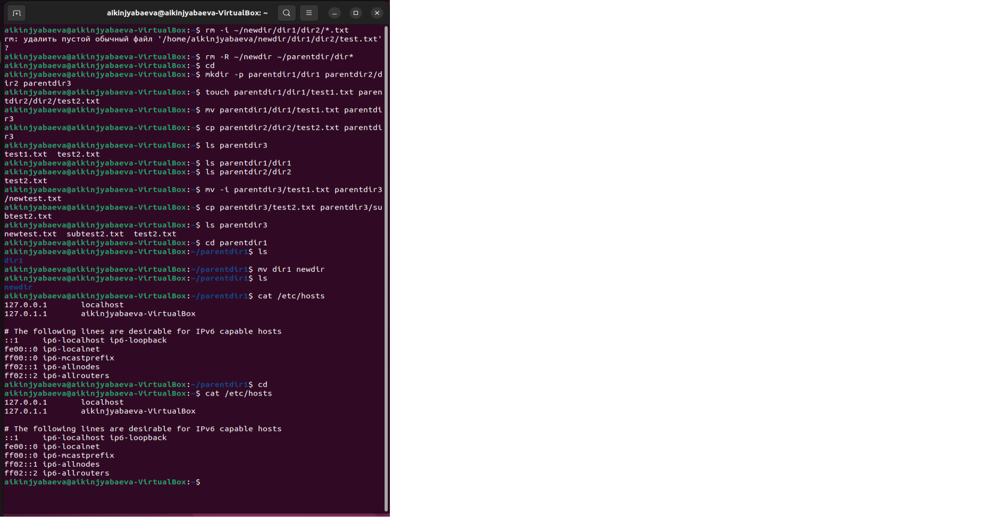 aikinjyabaeva@aikinjyabaeva-VirtualBox: ~
aikinjyabaeva@aikinjyabaeva-VirtualBox:~$ rm -i ~/newdir/dir1/dir2/*.txt
rm: удалить пустой обычный файл '/home/aikinjyabaeva/newdir/dir1/dir2/test.txt'
?
aikinjyabaeva@aikinjyabaeva-VirtualBox:~$ rm -R ~/newdir ~/parentdir/dir*
aikinjyabaeva@aikinjyabaeva-VirtualBox:~$ cd
aikinjyabaeva@aikinjyabaeva-VirtualBox:~$ mkdir -p parentdir1/dir1 parentdir2/d
ir2 parentdir3
aikinjyabaeva@aikinjyabaeva-VirtualBox:~$ touch parentdir1/dir1/test1.txt paren
tdir2/dir2/test2.txt
aikinjyabaeva@aikinjyabaeva-VirtualBox:~$ mv parentdir1/dir1/test1.txt parentdi
r3
aikinjyabaeva@aikinjyabaeva-VirtualBox:~$ cp parentdir2/dir2/test2.txt parentdi
r3
aikinjyabaeva@aikinjyabaeva-VirtualBox:~$ ls parentdir3
test1.txt  test2.txt
aikinjyabaeva@aikinjyabaeva-VirtualBox:~$ ls parentdir1/dir1
aikinjyabaeva@aikinjyabaeva-VirtualBox:~$ ls parentdir2/dir2
test2.txt
aikinjyabaeva@aikinjyabaeva-VirtualBox:~$ mv -i parentdir3/test1.txt parentdir3
/newtest.txt
aikinjyabaeva@aikinjyabaeva-VirtualBox:~$ cp parentdir3/test2.txt parentdir3/su
btest2.txt
aikinjyabaeva@aikinjyabaeva-VirtualBox:~$ ls parentdir3
newtest.txt  subtest2.txt  test2.txt
aikinjyabaeva@aikinjyabaeva-VirtualBox:~$ cd parentdir1
aikinjyabaeva@aikinjyabaeva-VirtualBox:~/parentdir1$ ls
dir1
aikinjyabaeva@aikinjyabaeva-VirtualBox:~/parentdir1$ mv dir1 newdir
aikinjyabaeva@aikinjyabaeva-VirtualBox:~/parentdir1$ ls
newdir
aikinjyabaeva@aikinjyabaeva-VirtualBox:~/parentdir1$ cat /etc/hosts
127.0.0.1       localhost
127.0.1.1       aikinjyabaeva-VirtualBox
# The following lines are desirable for IPv6 capable hosts
::1     ip6-localhost ip6-loopback
fe00::0 ip6-localnet
ff00::0 ip6-mcastprefix
ff02::1 ip6-allnodes
ff02::2 ip6-allrouters
aikinjyabaeva@aikinjyabaeva-VirtualBox:~/parentdir1$ cd
aikinjyabaeva@aikinjyabaeva-VirtualBox:~$ cat /etc/hosts
127.0.0.1       localhost
127.0.1.1       aikinjyabaeva-VirtualBox
# The following lines are desirable for IPv6 capable hosts
::1     ip6-localhost ip6-loopback
fe00::0 ip6-localnet
ff00::0 ip6-mcastprefix
ff02::1 ip6-allnodes
ff02::2 ip6-allrouters
aikinjyabaeva@aikinjyabaeva-VirtualBox:~$